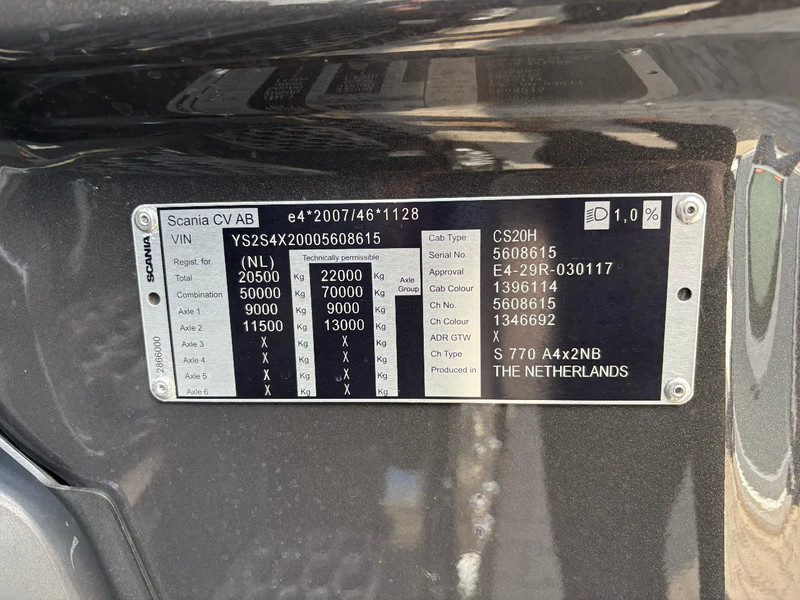 Scania CV AB e4*2007/46*1128 1,0 %
VIN YS2S4X20005608615
SCANIA
2866000
Regist. for (NL) Technically permissible
Total 20500 Kg 22000 Kg Axle Group
Combination 50000 Kg 70000 Kg
Axle 1 9000 Kg 9000 Kg
Axle 2 11500 Kg 13000 Kg
Axle 3 X Kg X Kg
Axle 4 X Kg X Kg
Axle 5 X Kg X Kg
Axle 6 X Kg X Kg
Cab Type CS20H
Serial No. 5608615
Approval E4-29R-030117
Cab Colour 1396114
Ch No. 5608615
Ch Colour 1346692
ADR GTW X
Ch Type S 770 A4x2NB
Produced in THE NETHERLANDS